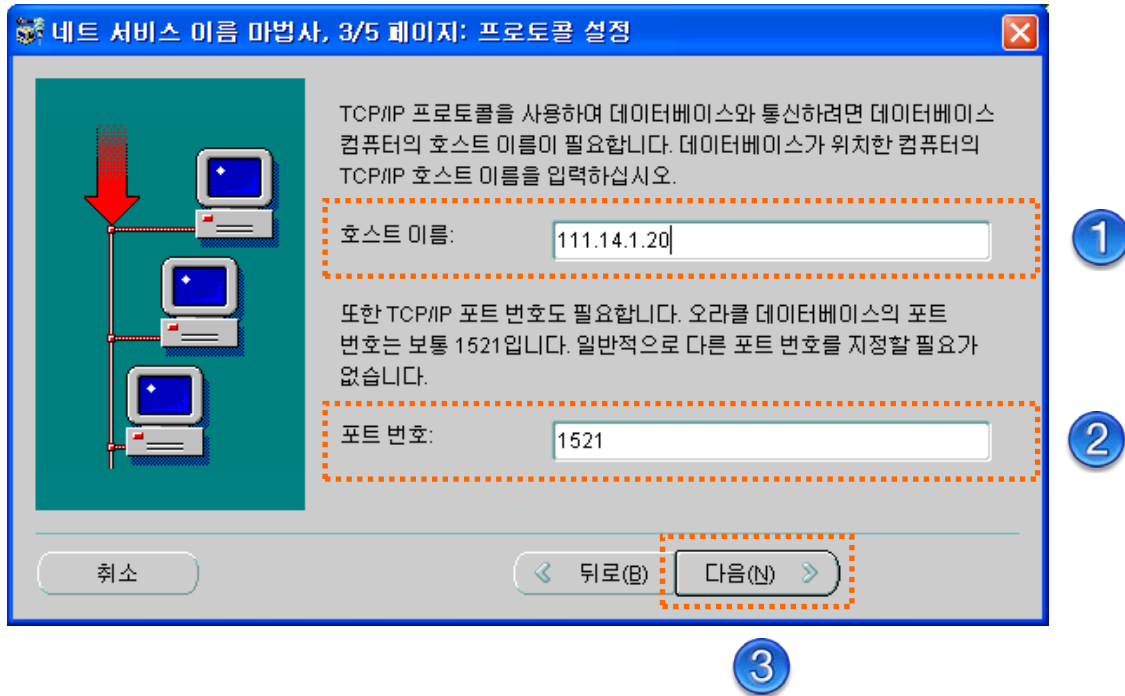 네트 서비스 이름 마법사, 3/5 페이지: 프로토콜 설정
TCP/IP 프로토콜을 사용하여 데이터베이스와 통신하려면 데이터베이스
컴퓨터의 호스트 이름이 필요합니다. 데이터베이스가 위치한 컴퓨터의
TCP/IP 호스트 이름을 입력하십시오.
호스트 이름: 111.14.1.20
1
또한 TCP/IP 포트 번호도 필요합니다. 오라클 데이터베이스의 포트
번호는 보통 1521입니다. 일반적으로 다른 포트 번호를 지정할 필요가
없습니다.
포트 번호: 1521
2
취소 뒤로(B) 다음(N)
3